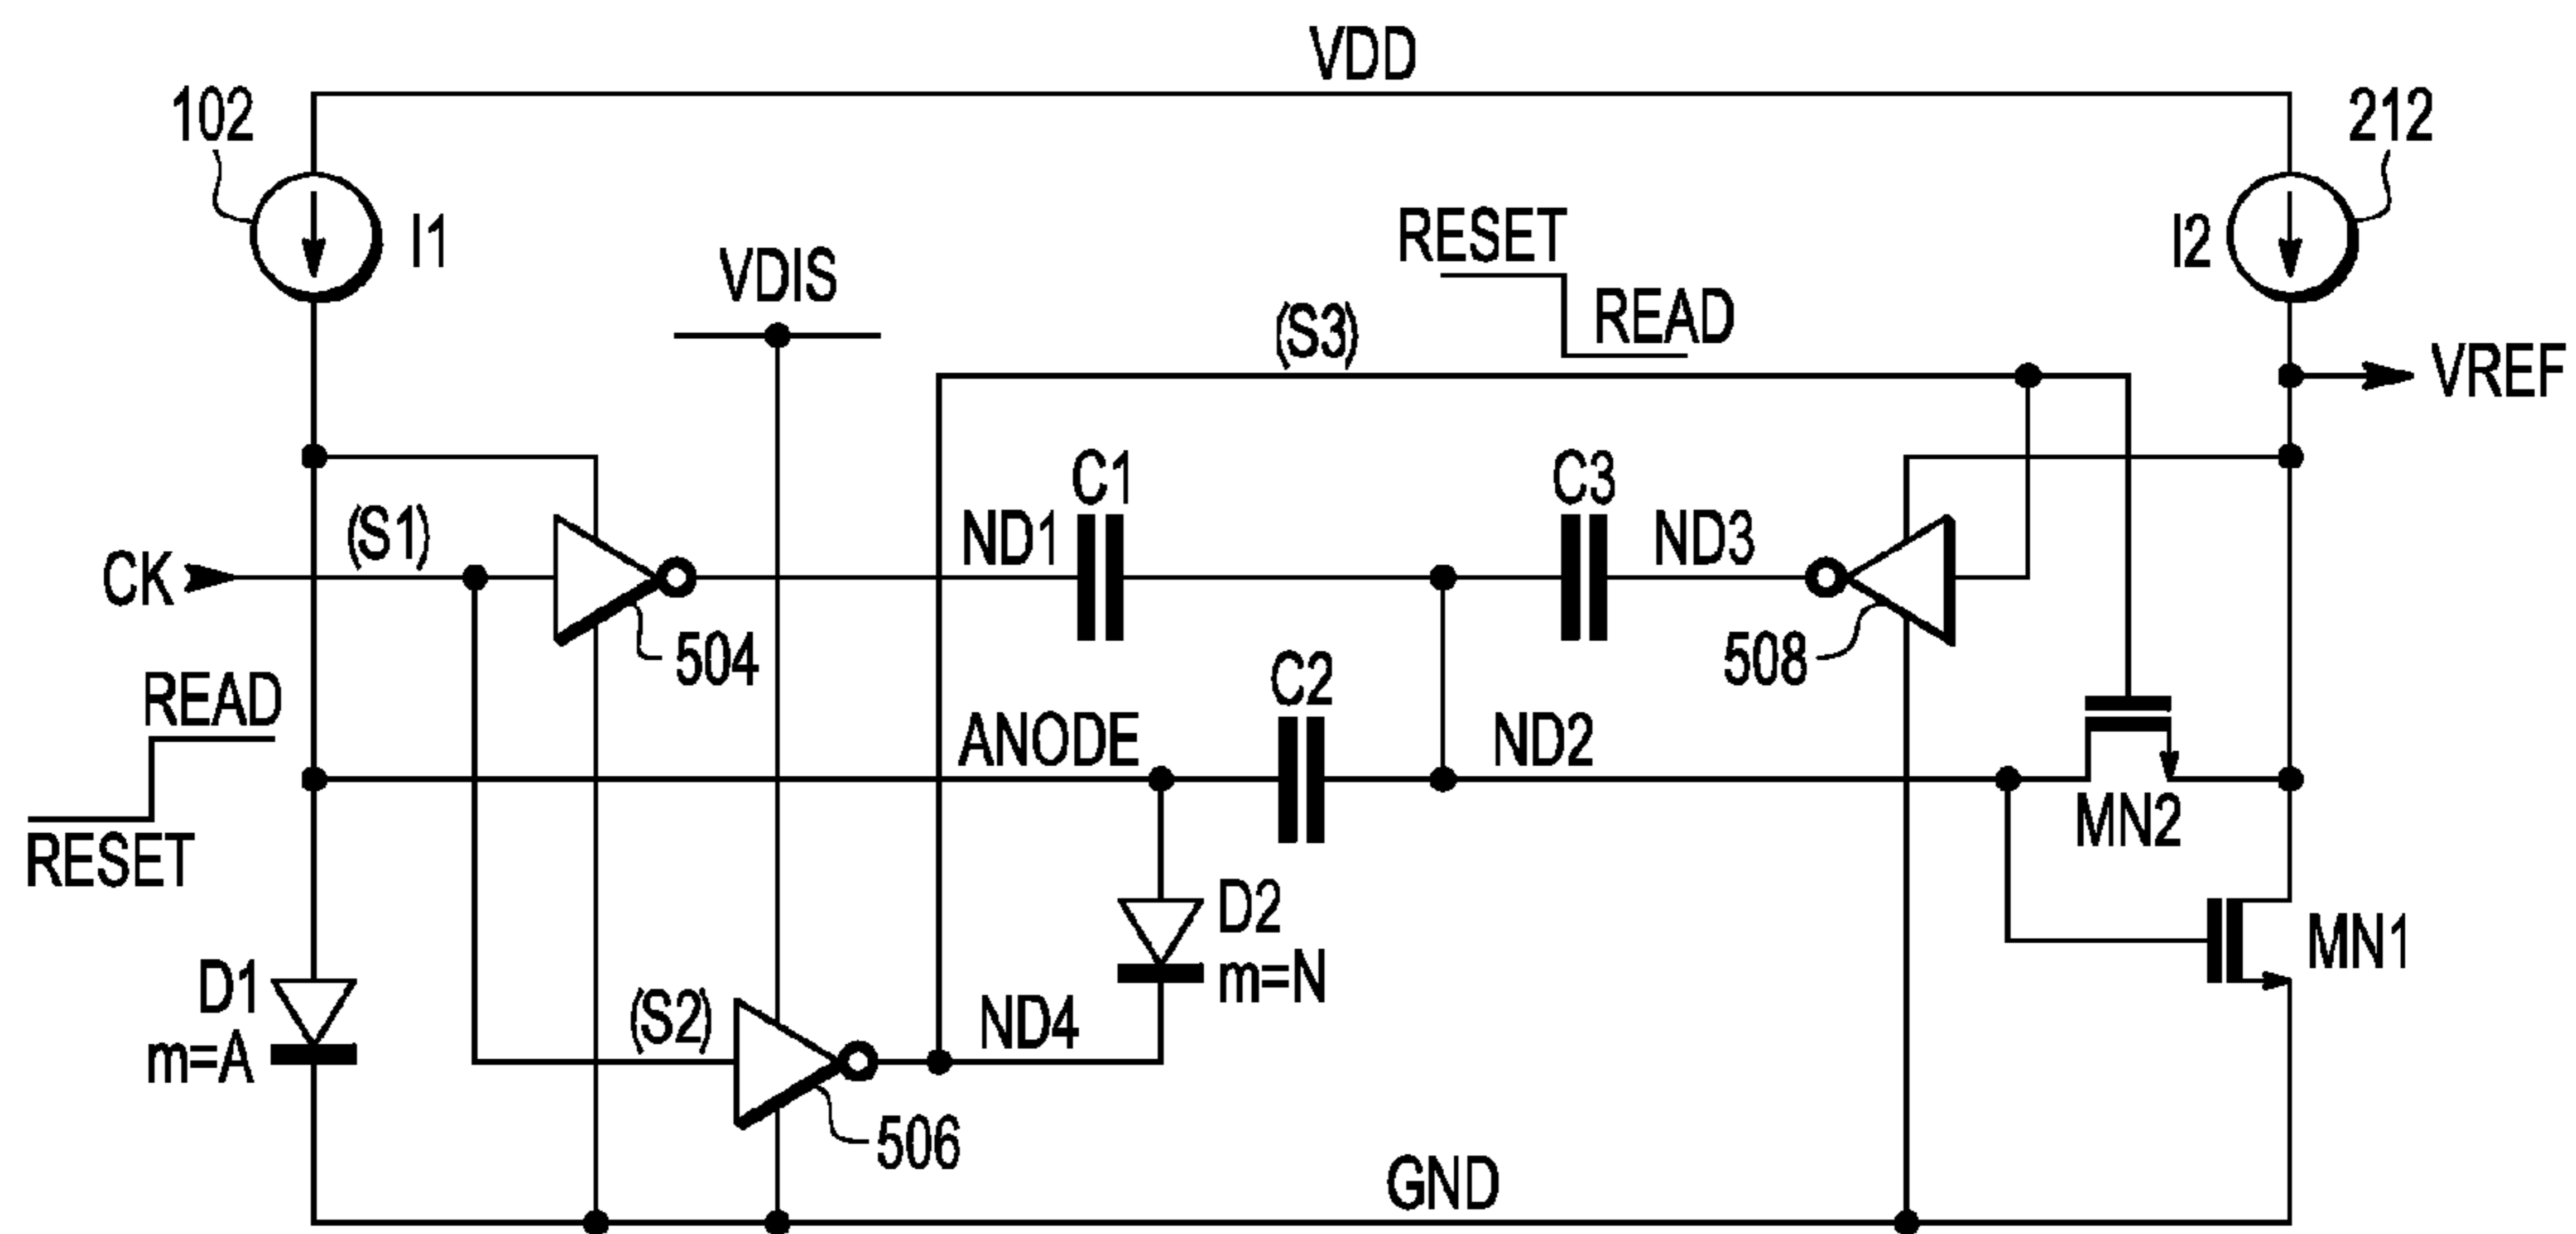 VDD
102
212
I1
I2
VDIS
RESET
READ
(S3)
VREF
C1
C3
(S1)
ND1
ND3
CK
504
508
C2
READ
ANODE
ND2
RESET
MN2
D2
m=N
MN1
D1
m=A
(S2)
ND4
506
GND